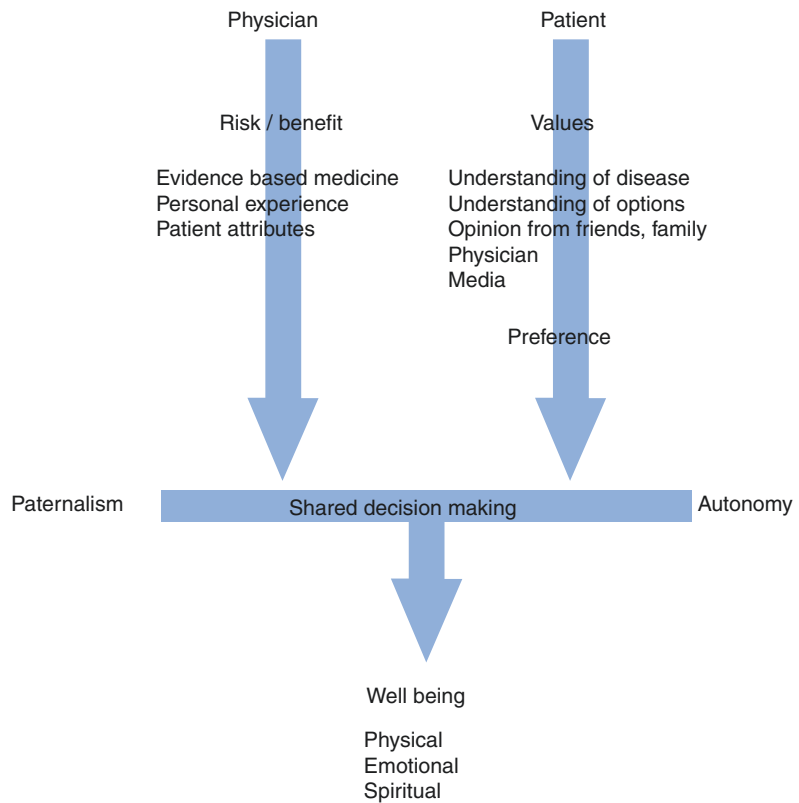 Physician
Patient
Risk / benefit
Values
Evidence based medicine
Personal experience
Patient attributes
Understanding of disease
Understanding of options
Opinion from friends, family
Physician
Media
Preference
Paternalism
Shared decision making
Autonomy
Well being
Physical
Emotional
Spiritual